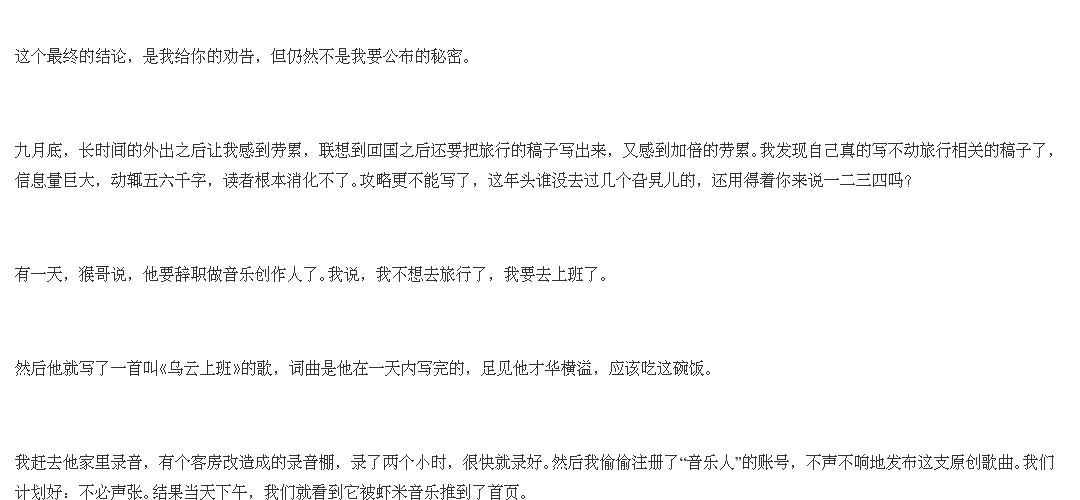 这个最终的结论，是我给你的劝告，但仍然不是我要公布的秘密。
九月底，长时间的外出之后让我感到劳累，联想到回国之后还要把旅行的稿子写出来，又感到加倍的劳累。我发现自己真的写不动旅行相关的稿子了，
信息量巨大，动辄五六千字，读者根本消化不了。攻略更不能写了，这年头谁没去过几个旮旯儿的，还用得着你来说一二三四吗？
有一天，猴哥说，他要辞职做音乐创作人了。我说，我不想去旅行了，我要去上班了。
然后他就写了一首叫《乌云上班》的歌，词曲是他在一天内写完的，足见他才华横溢，应该吃这碗饭。
我赶去他家里录音，有个客房改造成的录音棚，录了两个小时，很快就录好。然后我偷偷注册了“音乐人”的账号，不声不响地发布这支原创歌曲。我们
计划好：不必声张。结果当天下午，我们就看到它被虾米音乐推到了首页。